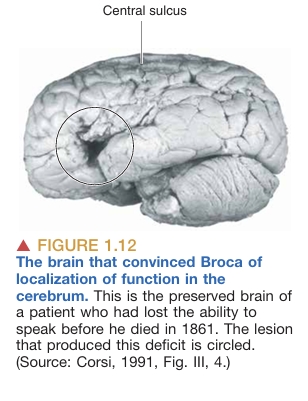 Central sulcus
▲ FIGURE 1.12
The brain that convinced Broca of
localization of function in the
cerebrum. This is the preserved brain of
a patient who had lost the ability to
speak before he died in 1861. The lesion
that produced this deficit is circled.
(Source: Corsi, 1991, Fig. III, 4.)